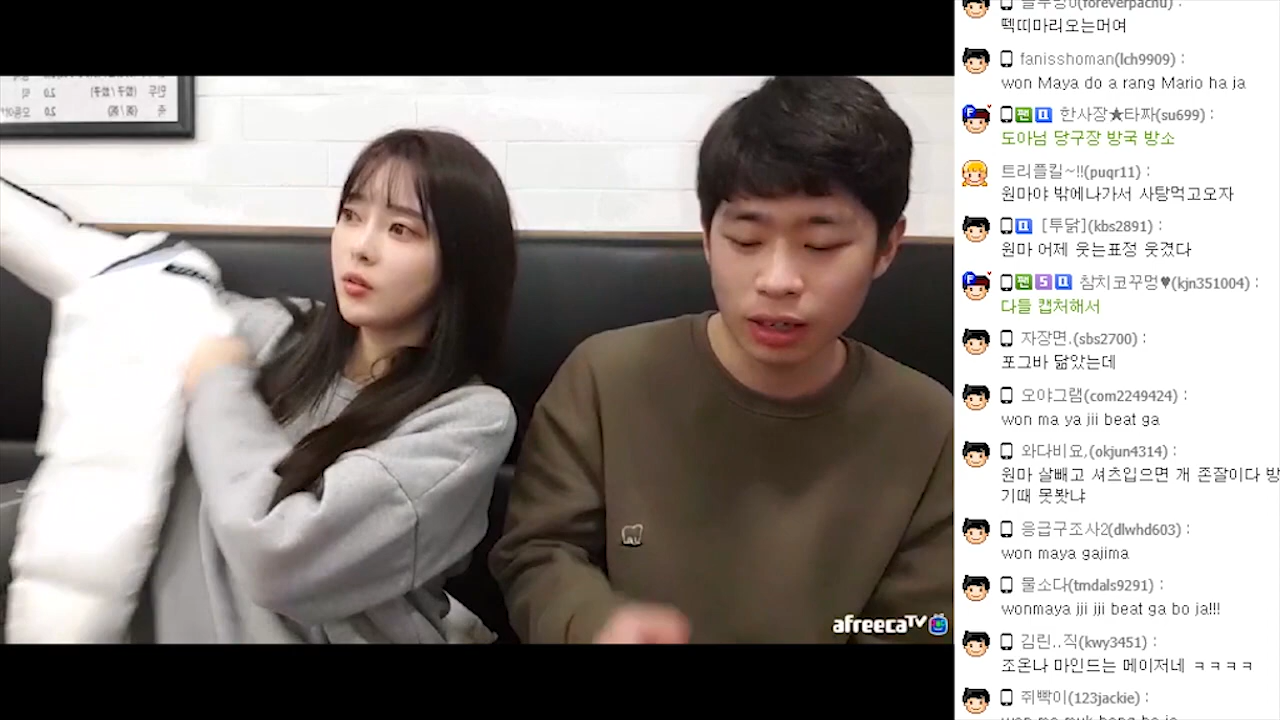 떽띠마리오는머여
fanisshoman(lch9909) :
won Maya do a rang Mario ha ja
팬 한사장★타짜(su699) :
도아님 당구장 방국 방소
트리플킬~!!(puqr11) :
원마야 밖에나가서 사탕먹고오자
[투닭](kbs2891) :
원마 어제 웃는표정 웃겼다
팬 S 참치코꾸멍♥(kjn351004) :
다들 캡처해서
자장면.(sbs2700) :
포그바 닮았는데
오야그램(com2249424) :
won ma ya jii beat ga
와다비요,(okjun4314) :
원마 살빼고 셔츠입으면 개 존잘이다 방
기때 못봣냐
응급구조사2(dlwhd603) :
won maya gajima
물소다(tmdals9291) :
wonmaya jii jii beat ga bo ja!!!
김린..직(kwy3451) :
조온나 마인드는 메이저네 ㅋㅋㅋㅋ
쥐빡이(123jackie) :
afreecaTV